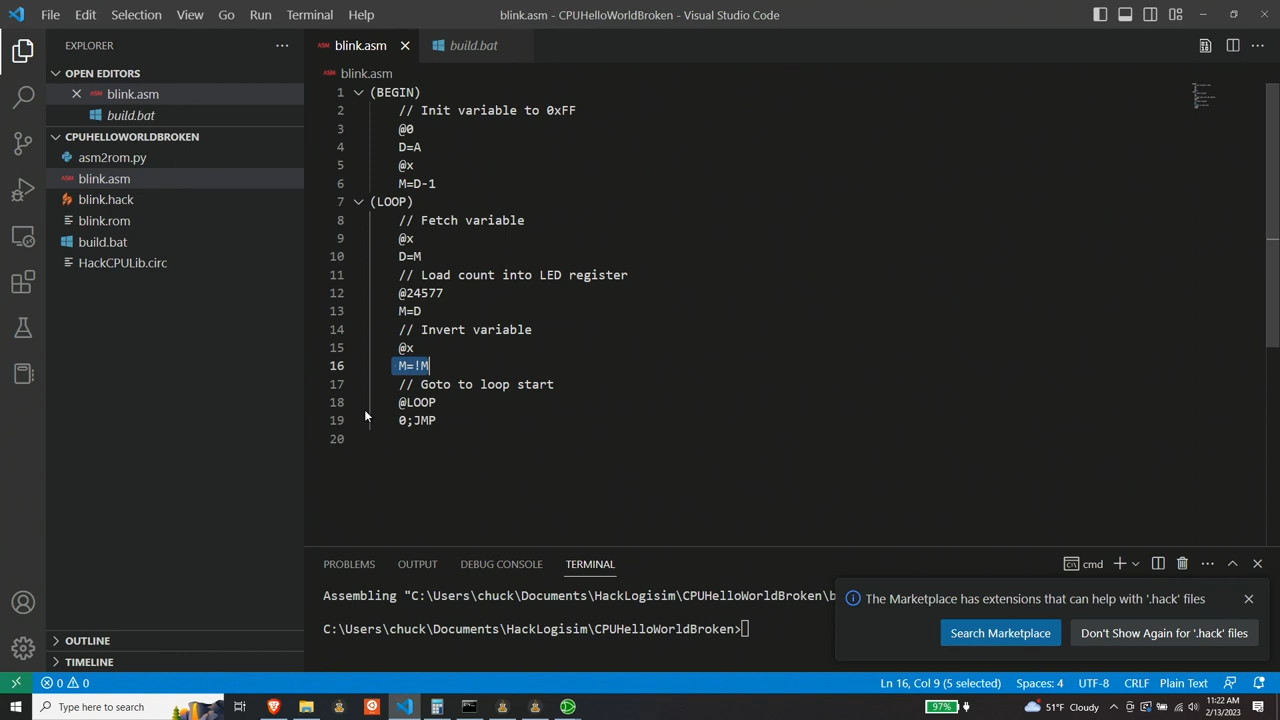 File Edit Selection View Go Run Terminal Help
blink.asm - CPUHelloWorldBroken - Visual Studio Code
EXPLORER
OPEN EDITORS
ASM blink.asm
build.bat
CPUHELLOWORLDBROKEN
asm2rom.py
ASM blink.asm
blink.hack
blink.rom
build.bat
HackCPULib.circ
OUTLINE
TIMELINE
ASM blink.asm
build.bat
ASM blink.asm
1 (BEGIN)
2 // Init variable to 0xFF
3 @0
4 D=A
5 @x
6 M=D-1
7 (LOOP)
8 // Fetch variable
9 @x
10 D=M
11 // Load count into LED register
12 @24577
13 M=D
14 // Invert variable
15 @x
16 M=!M
17 // Goto to loop start
18 @LOOP
19 0;JMP
20
PROBLEMS OUTPUT DEBUG CONSOLE TERMINAL
cmd
Assembling "C:\Users\chuck\Documents\HackLogisim\CPUHelloWorldBroken\b
C:\Users\chuck\Documents\HackLogisim\CPUHelloWorldBroken>
The Marketplace has extensions that can help with '.hack' files
Search Marketplace
Don't Show Again for '.hack' files
0 0
Ln 16, Col 9 (5 selected) Spaces: 4 UTF-8 CRLF Plain Text
Type here to search
97%
51°F Cloudy
11:22 AM
2/13/2023